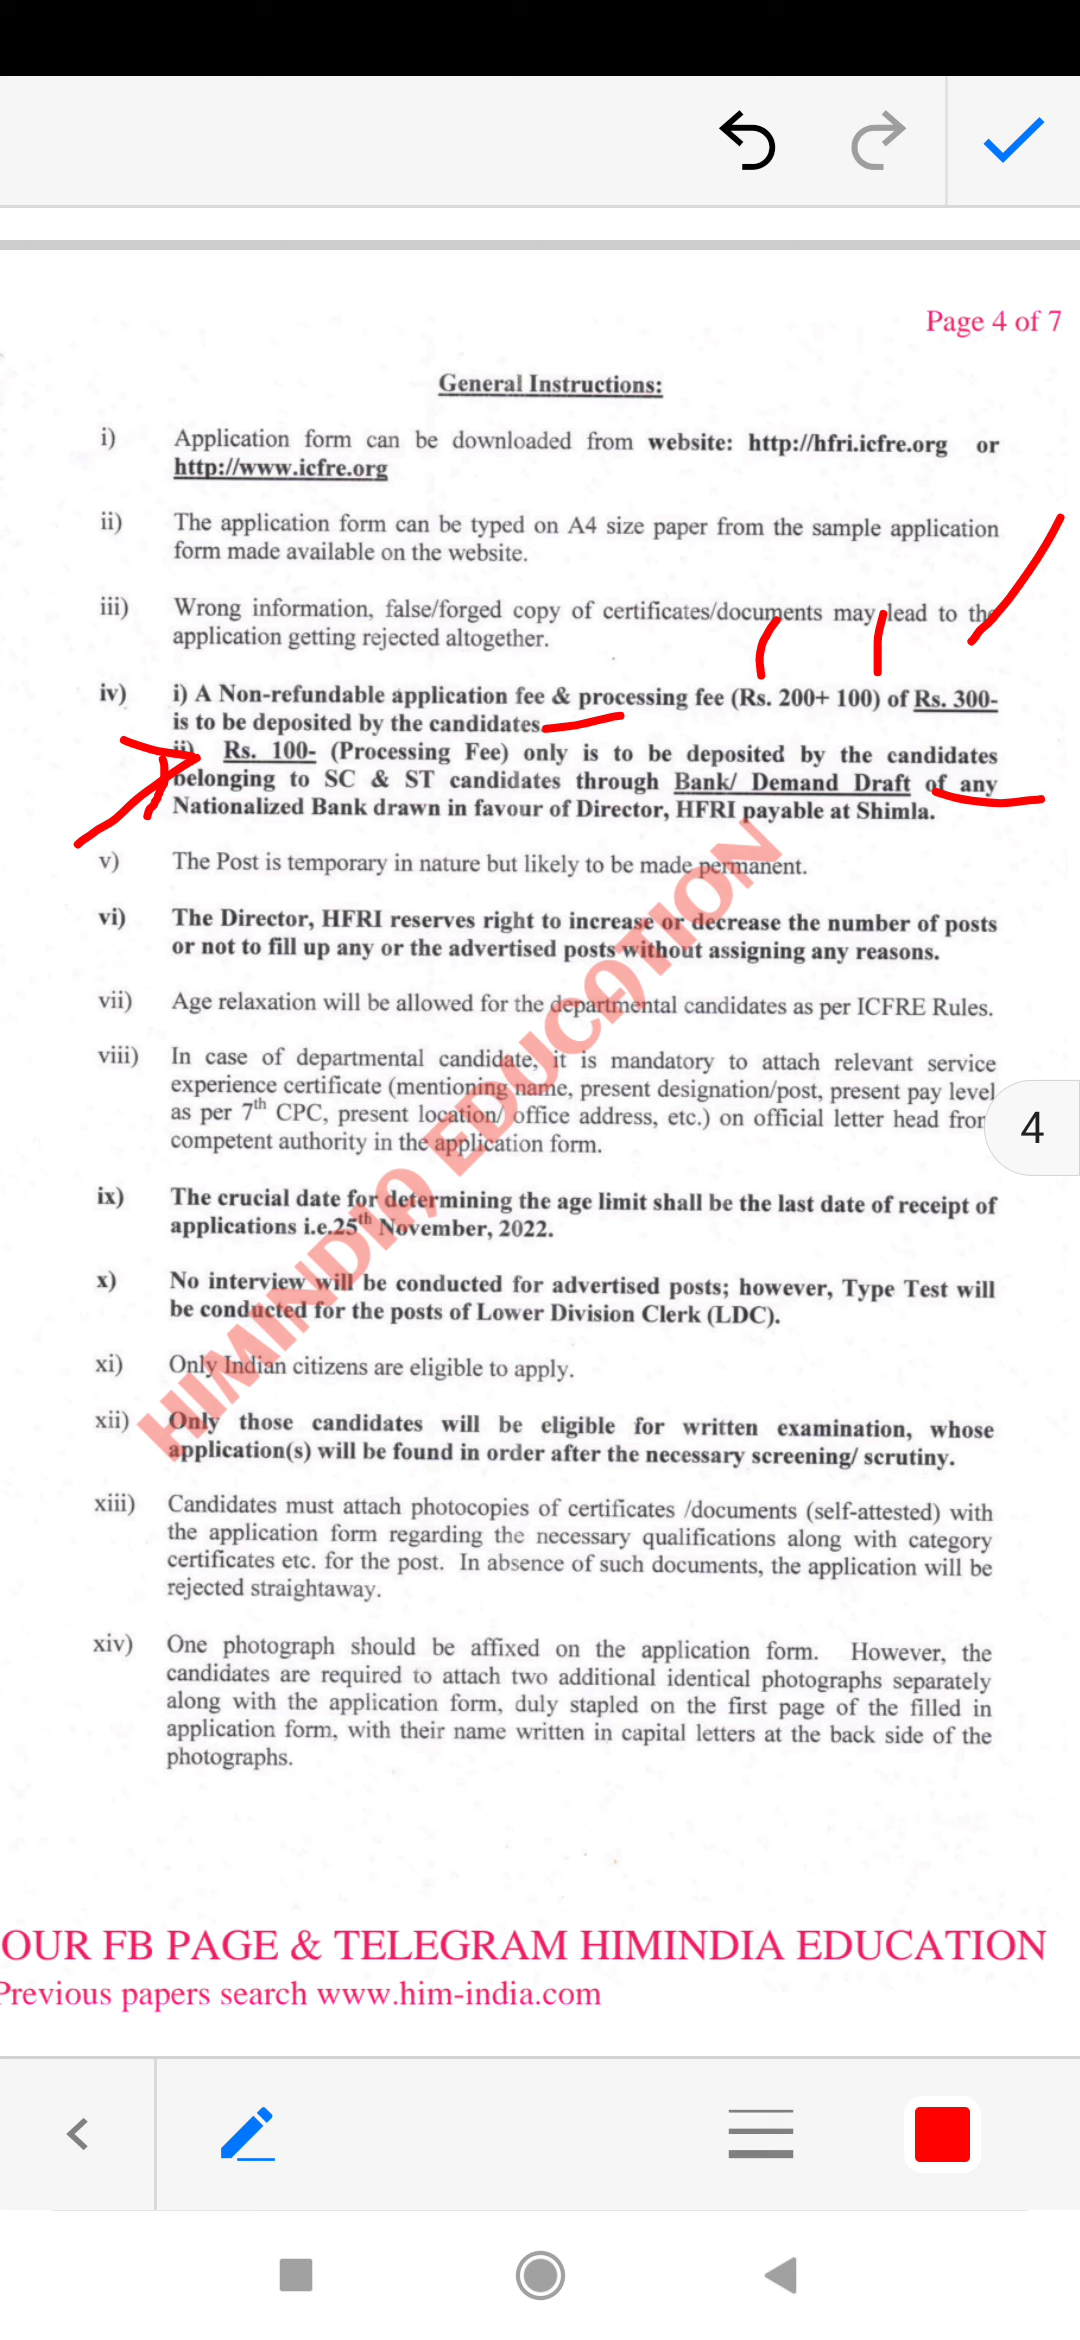 Page 4 of 7
General Instructions:
i) Application form can be downloaded from website: http://hfri.icfre.org or
http://www.icfre.org
ii) The application form can be typed on A4 size paper from the sample application
form made available on the website.
iii) Wrong information, false/forged copy of certificates/documents may lead to the
application getting rejected altogether.
iv) i) A Non-refundable application fee & processing fee (Rs. 200+ 100) of Rs. 300-
is to be deposited by the candidates.
ii) Rs. 100- (Processing Fee) only is to be deposited by the candidates
belonging to SC & ST candidates through Bank/ Demand Draft of any
Nationalized Bank drawn in favour of Director, HFRI payable at Shimla.
v) The Post is temporary in nature but likely to be made permanent.
vi) The Director, HFRI reserves right to increase or decrease the number of posts
or not to fill up any or the advertised posts without assigning any reasons.
vii) Age relaxation will be allowed for the departmental candidates as per ICFRE Rules.
viii) In case of departmental candidate, it is mandatory to attach relevant service
experience certificate (mentioning name, present designation/post, present pay level
as per 7th CPC, present location/ office address, etc.) on official letter head from
4
competent authority in the application form.
ix) The crucial date for determining the age limit shall be the last date of receipt of
applications i.e.25th November, 2022.
x) No interview will be conducted for advertised posts; however, Type Test will
be conducted for the posts of Lower Division Clerk (LDC).
xi) Only Indian citizens are eligible to apply.
xii) Only those candidates will be eligible for written examination, whose
application(s) will be found in order after the necessary screening/ scrutiny.
xiii) Candidates must attach photocopies of certificates /documents (self-attested) with
the application form regarding the necessary qualifications along with category
certificates etc. for the post. In absence of such documents, the application will be
rejected straightaway.
xiv) One photograph should be affixed on the application form. However, the
candidates are required to attach two additional identical photographs separately
along with the application form, duly stapled on the first page of the filled in
application form, with their name written in capital letters at the back side of the
photographs.
HIMINDIA EDUCATION
OUR FB PAGE & TELEGRAM HIMINDIA EDUCATION
Previous papers search www.him-india.com